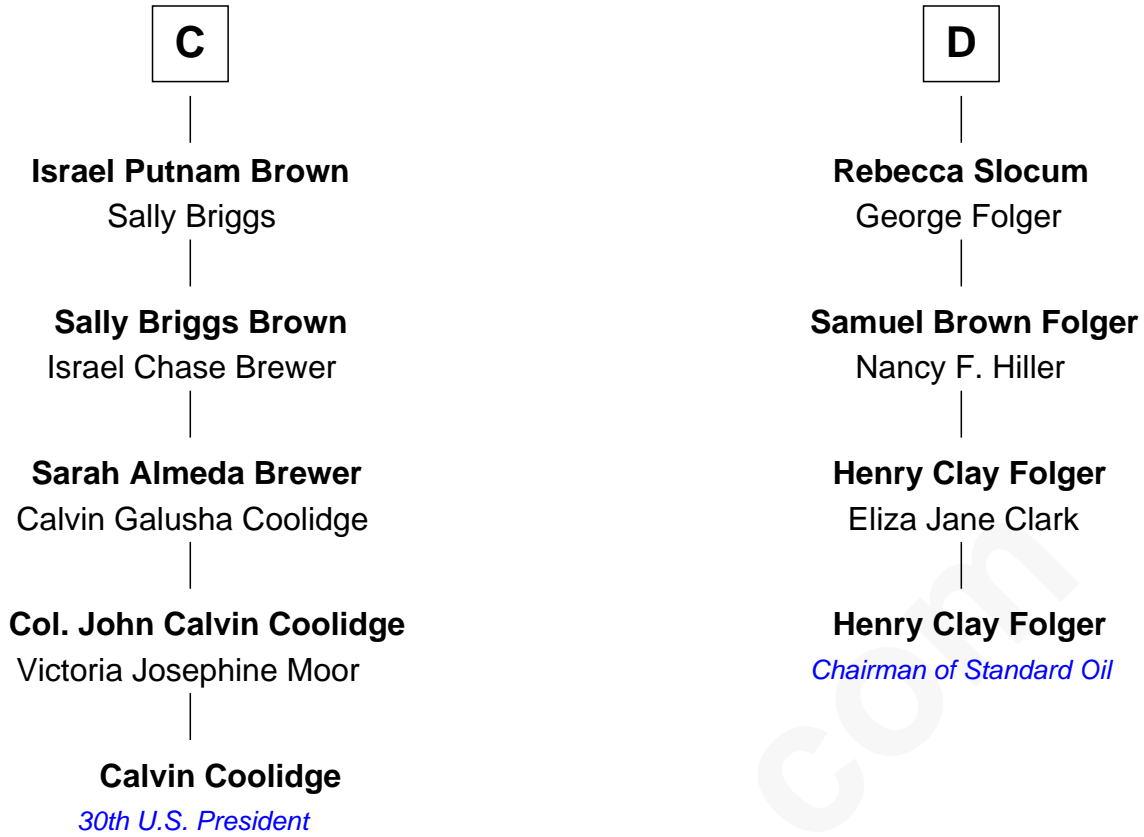 C
Israel Putnam Brown
Sally Briggs
Sally Briggs Brown
Israel Chase Brewer
Sarah Almeda Brewer
Calvin Galusha Coolidge
Col. John Calvin Coolidge
Victoria Josephine Moor
Calvin Coolidge
30th U.S. President
D
Rebecca Slocum
George Folger
Samuel Brown Folger
Nancy F. Hiller
Henry Clay Folger
Eliza Jane Clark
Henry Clay Folger
Chairman of Standard Oil
com